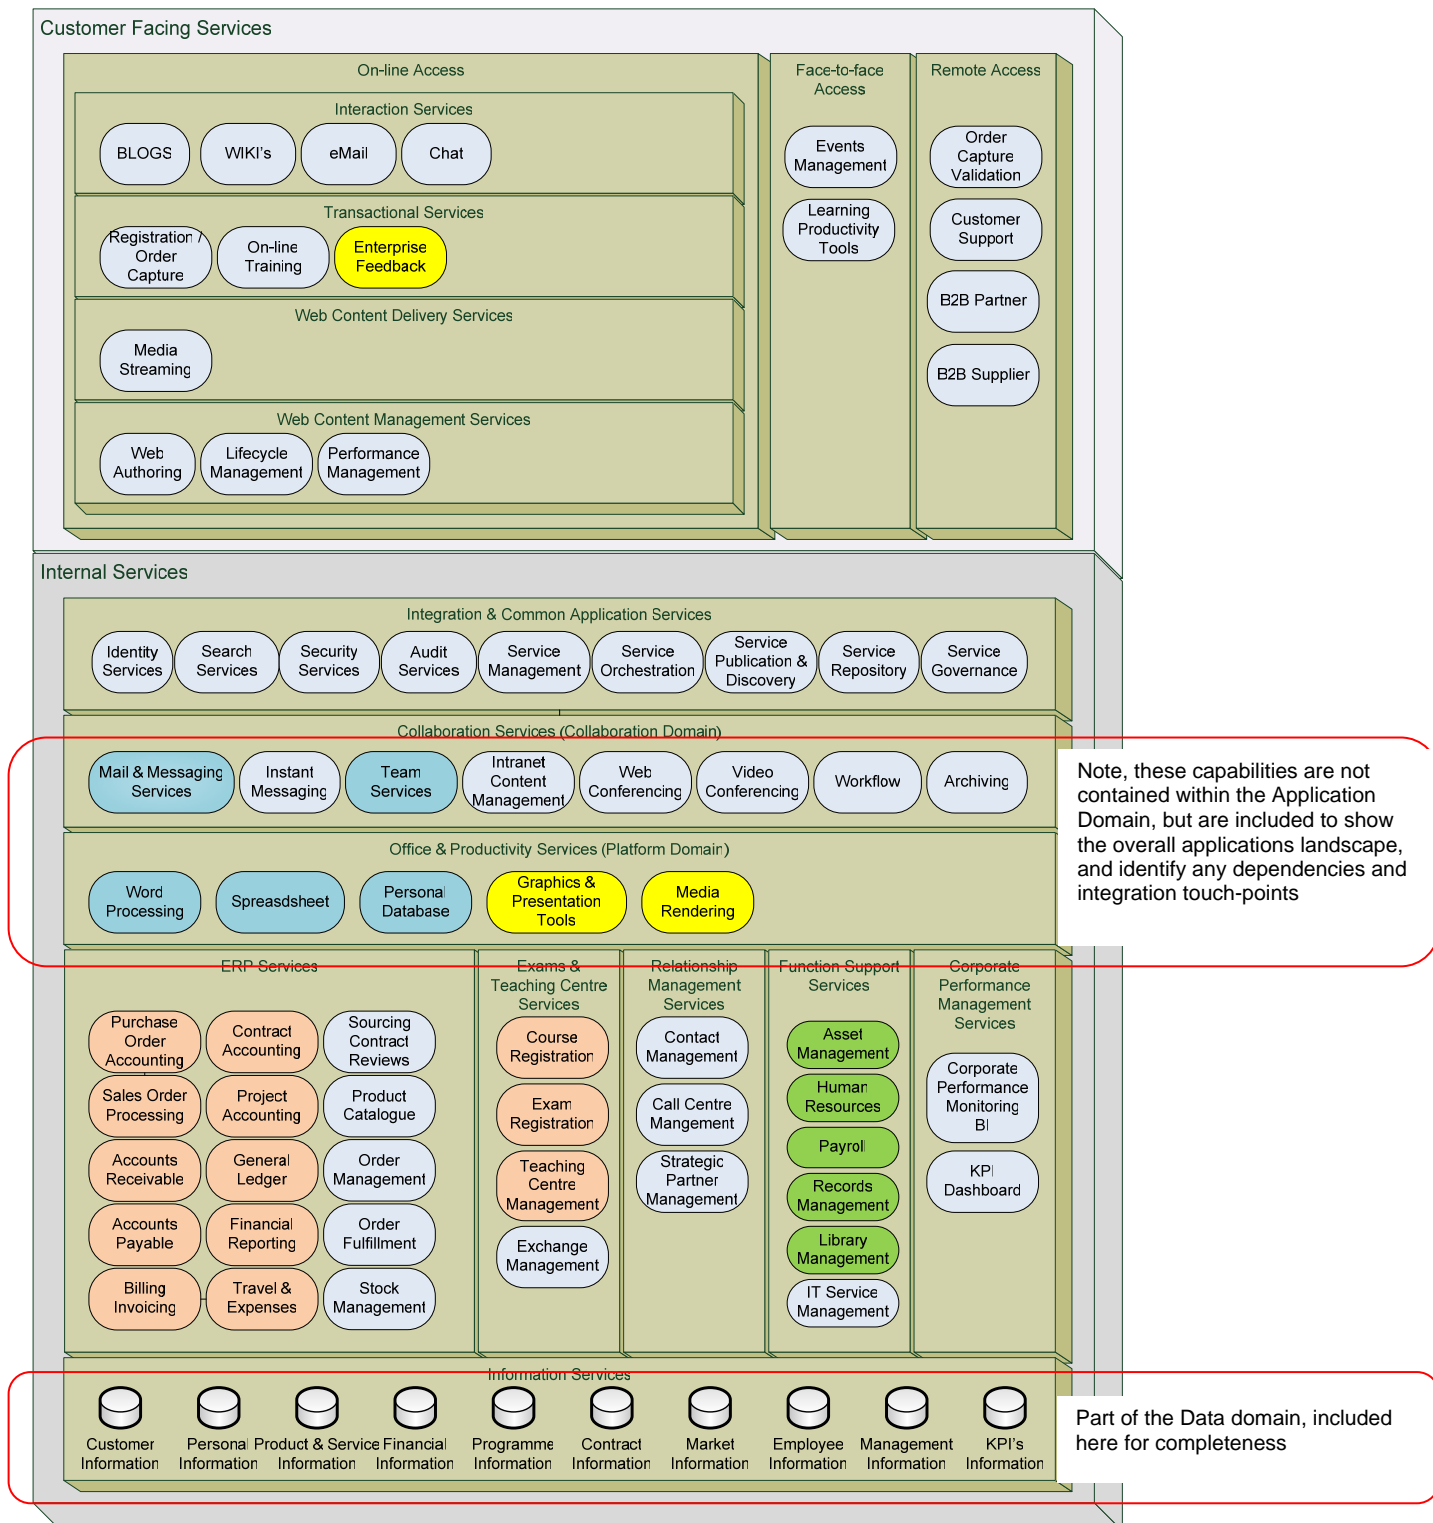 Customer Facing Services
On-line Access
Interaction Services
BLOGS
WIKI's
eMail
Chat
Transactional Services
Registration /
Order
Capture
On-line
Training
Enterprise
Feedback
Web Content Delivery Services
Media
Streaming
Web Content Management Services
Web
Authoring
Lifecycle
Management
Performance
Management
Face-to-face
Access
Events
Management
Learning
Productivity
Tools
Remote Access
Order
Capture
Validation
Customer
Support
B2B Partner
B2B Supplier
Internal Services
Integration & Common Application Services
Identity
Services
Search
Services
Security
Services
Audit
Services
Service
Management
Service
Orchestration
Service
Publication &
Discovery
Service
Repository
Service
Governance
Collaboration Services (Collaboration Domain)
Mail & Messaging
Services
Instant
Messaging
Team
Services
Intranet
Content
Management
Web
Conferencing
Video
Conferencing
Workflow
Archiving
Office & Productivity Services (Platform Domain)
Word
Processing
Spreasdsheet
Personal
Database
Graphics &
Presentation
Tools
Media
Rendering
Note, these capabilities are not
contained within the Application
Domain, but are included to show
the overall applications landscape,
and identify any dependencies and
integration touch-points
ERP Services
Purchase
Order
Accounting
Contract
Accounting
Sourcing
Contract
Reviews
Sales Order
Processing
Project
Accounting
Product
Catalogue
Accounts
Receivable
General
Ledger
Order
Management
Accounts
Payable
Financial
Reporting
Order
Fulfillment
Billing
Invoicing
Travel &
Expenses
Stock
Management
Exams &
Teaching Centre
Services
Course
Registration
Exam
Registration
Teaching
Centre
Management
Exchange
Management
Relationship
Management
Services
Contact
Management
Call Centre
Mangement
Strategic
Partner
Management
Function Support
Services
Asset
Management
Human
Resources
Payroll
Records
Management
Library
Management
IT Service
Management
Corporate
Performance
Management
Services
Corporate
Performance
Monitoring
BI
KPI
Dashboard
Information Services
Customer
Information
Personal
Information
Product & Service
Information
Financial
Information
Programme
Information
Contract
Information
Market
Information
Employee
Information
Management
Information
KPI's
Information
Part of the Data domain, included
here for completeness